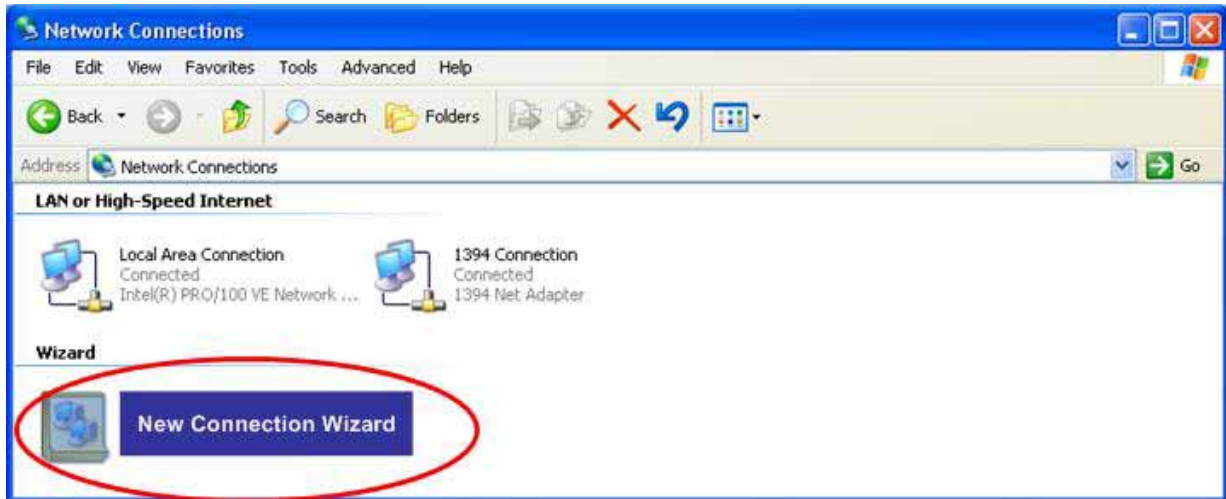 Network Connections
File Edit View Favorites Tools Advanced Help
Back Search Folders
Address Network Connections Go
LAN or High-Speed Internet
Local Area Connection
Connected
Intel(R) PRO/100 VE Network ...
1394 Connection
Connected
1394 Net Adapter
Wizard
New Connection Wizard